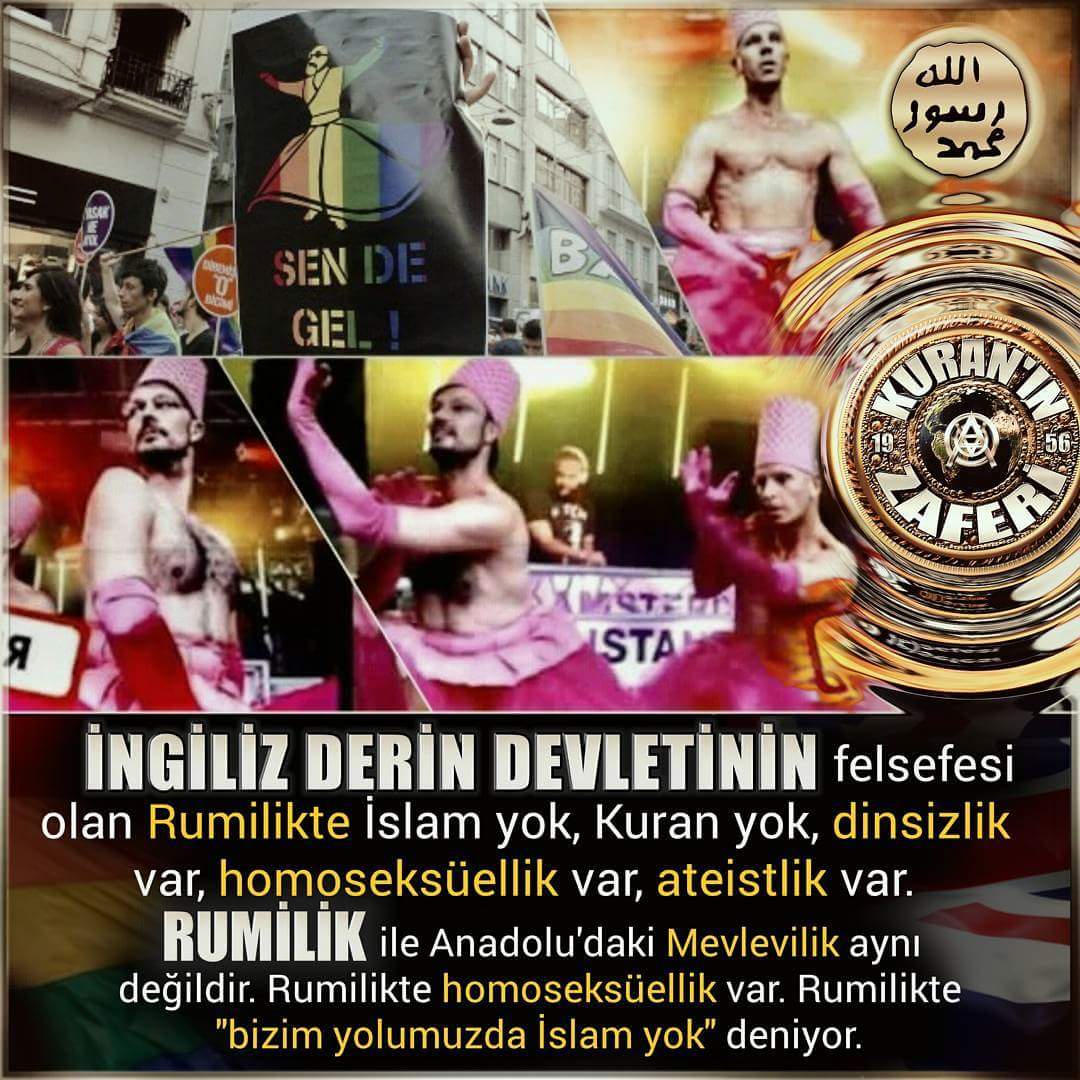 SEN DE
GEL !
الله
رسول
محمد
KURAN'IN
19 56
ZAFERİ
İSTA
İNGİLİZ DERİN DEVLETİNİN felsefesi
olan Rumilikte İslam yok, Kuran yok, dinsizlik
var, homoseksüellik var, ateistlik var.
RUMİLİK ile Anadolu'daki Mevlevilik aynı
değildir. Rumilikte homoseksüellik var. Rumilikte
"bizim yolumuzda İslam yok" deniyor.